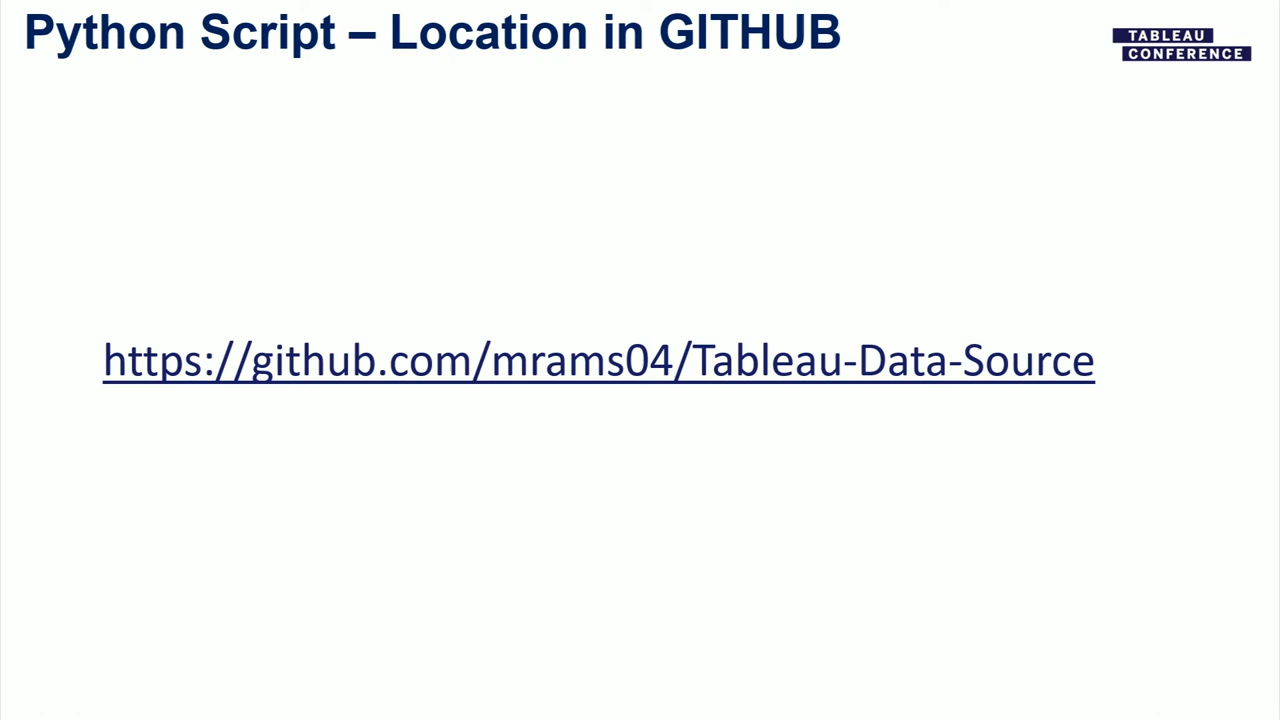 Python Script – Location in GITHUB
TABLEAU
CONFERENCE
https://github.com/mrams04/Tableau-Data-Source